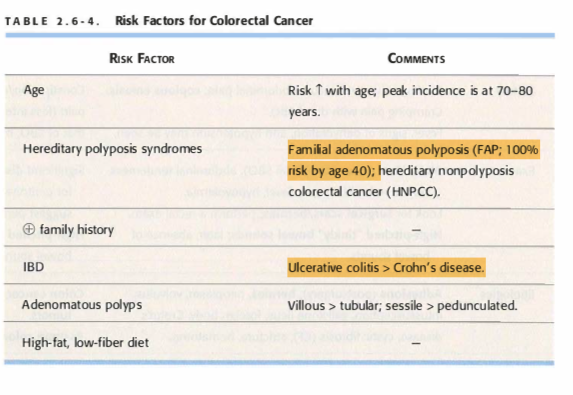 TABLE 2.6-4. Risk Factors for Colorectal Cancer
RISK FACTOR COMMENTS
Age Risk ↑ with age; peak incidence is at 70–80
years.
Hereditary polyposis syndromes Familial adenomatous polyposis (FAP; 100%
risk by age 40); hereditary nonpolyposis
colorectal cancer (HNPCC).
⊕ family history –
IBD Ulcerative colitis > Crohn's disease.
Adenomatous polyps Villous > tubular; sessile > pedunculated.
High-fat, low-fiber diet –